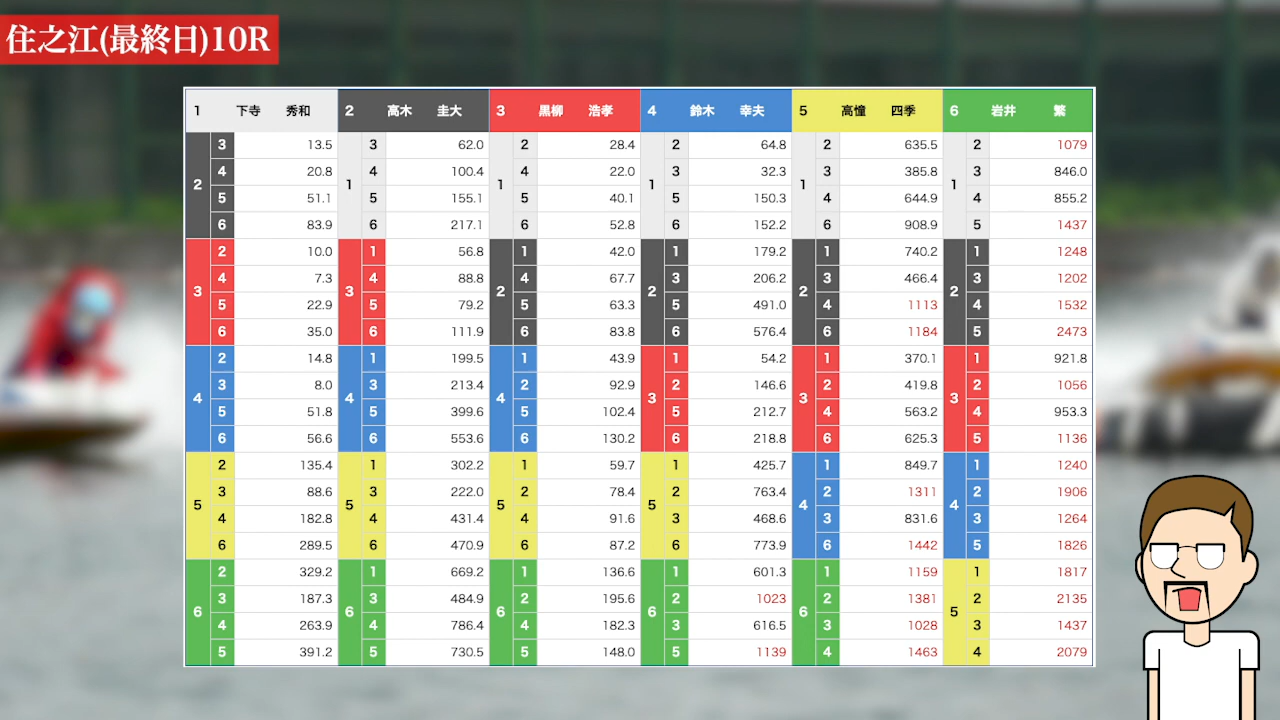 住之江(最終日)10R
1 下寺 秀和 2 高木 圭大 3 黒柳 浩孝 4 鈴木 幸夫 5 高憧 四季 6 岩井 繁
3 13.5 3 62.0 2 28.4 2 64.8 2 635.5 2 1079
4 20.8 4 100.4 4 22.0 3 32.3 3 385.8 3 846.0
2 1 1 1 1 1
5 51.1 5 155.1 5 40.1 5 150.3 4 644.9 4 855.2
6 83.9 6 217.1 6 52.8 6 152.2 6 908.9 5 1437
2 10.0 1 56.8 1 42.0 1 179.2 1 740.2 1 1248
4 7.3 4 88.8 4 67.7 3 206.2 3 466.4 3 1202
3 3 2 2 2 2
5 22.9 5 79.2 5 63.3 5 491.0 4 1113 4 1532
6 35.0 6 111.9 6 83.8 6 576.4 6 1184 5 2473
2 14.8 1 199.5 1 43.9 1 54.2 1 370.1 1 921.8
3 8.0 3 213.4 2 92.9 2 146.6 2 419.8 2 1056
4 4 4 3 3 3
5 51.8 5 399.6 5 102.4 5 212.7 4 563.2 4 953.3
6 56.6 6 553.6 6 130.2 6 218.8 6 625.3 5 1136
2 135.4 1 302.2 1 59.7 1 425.7 1 849.7 1 1240
3 88.6 3 222.0 2 78.4 2 763.4 2 1311 2 1906
5 5 5 5 4 4
4 182.8 4 431.4 4 91.6 3 468.6 3 831.6 3 1264
6 289.5 6 470.9 6 87.2 6 773.9 6 1442 5 1826
2 329.2 1 669.2 1 136.6 1 601.3 1 1159 1 1817
3 187.3 3 484.9 2 195.6 2 1023 2 1381 2 2135
6 6 6 6 6 5
4 263.9 4 786.4 4 182.3 3 616.5 3 1028 3 1437
5 391.2 5 730.5 5 148.0 5 1139 4 1463 4 2079